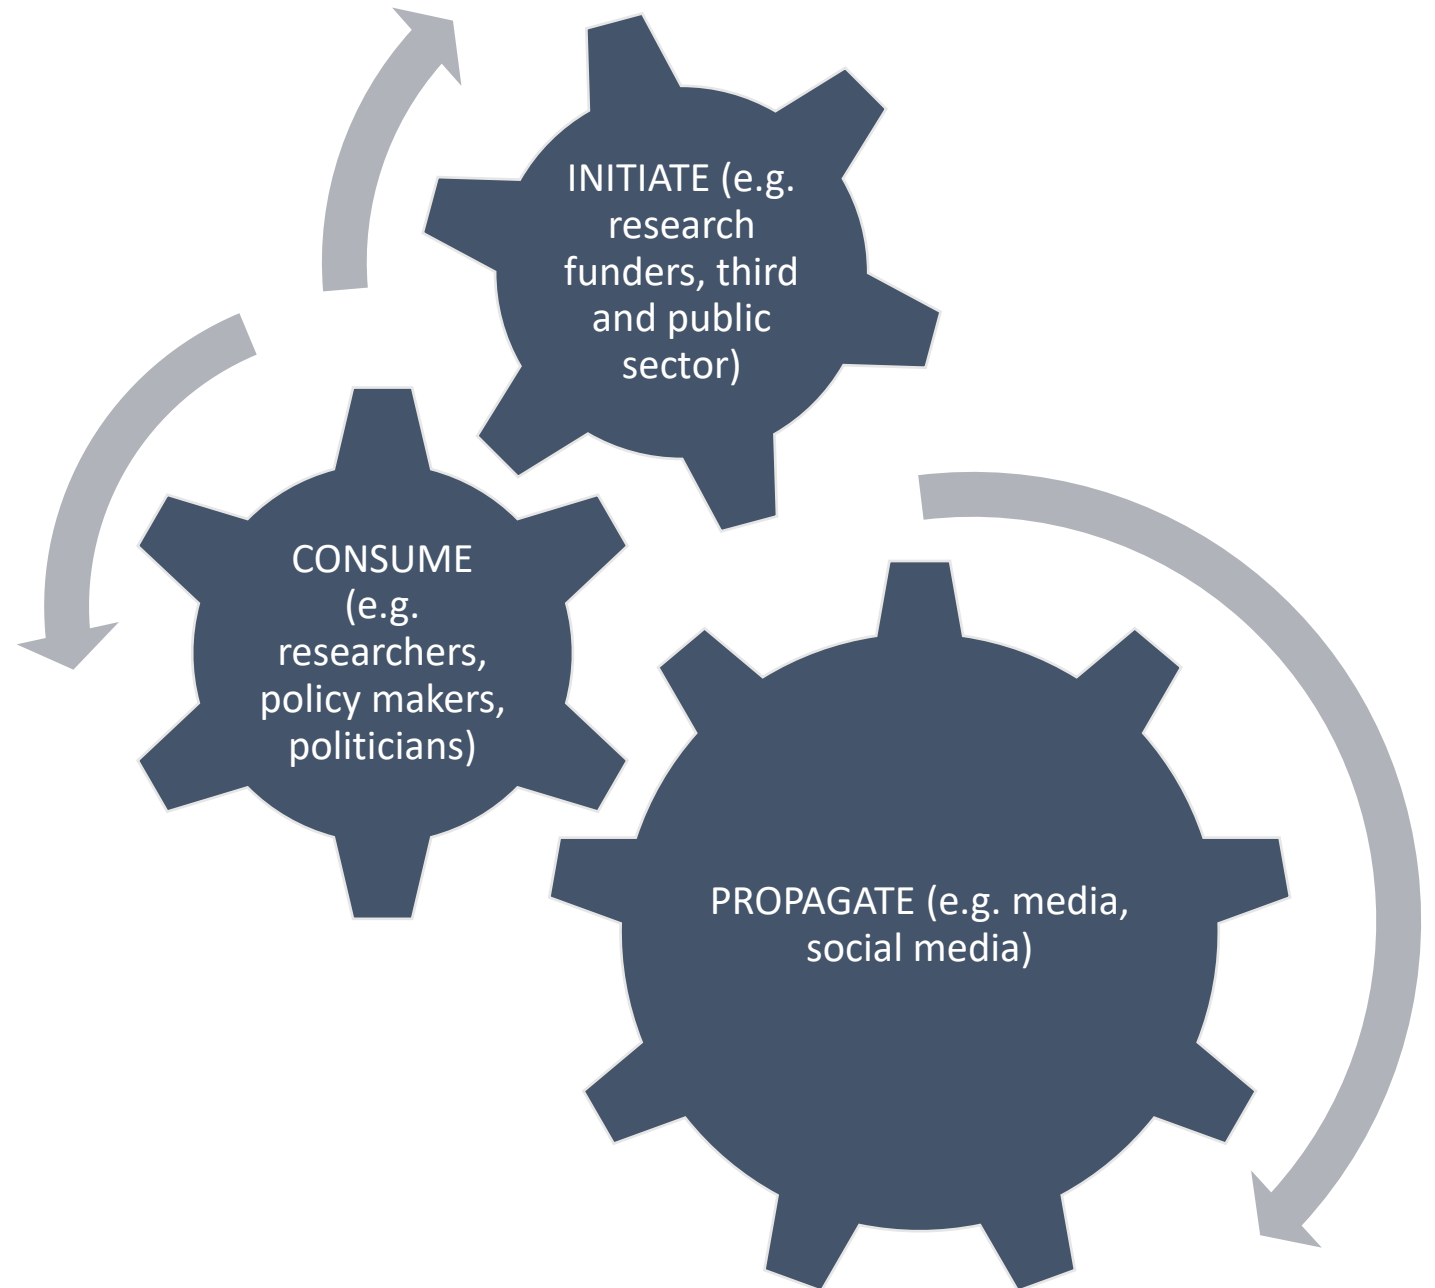 INITIATE (e.g.
research
funders, third
and public
sector)
CONSUME
(e.g.
researchers,
policy makers,
politicians)
PROPAGATE (e.g. media,
social media)